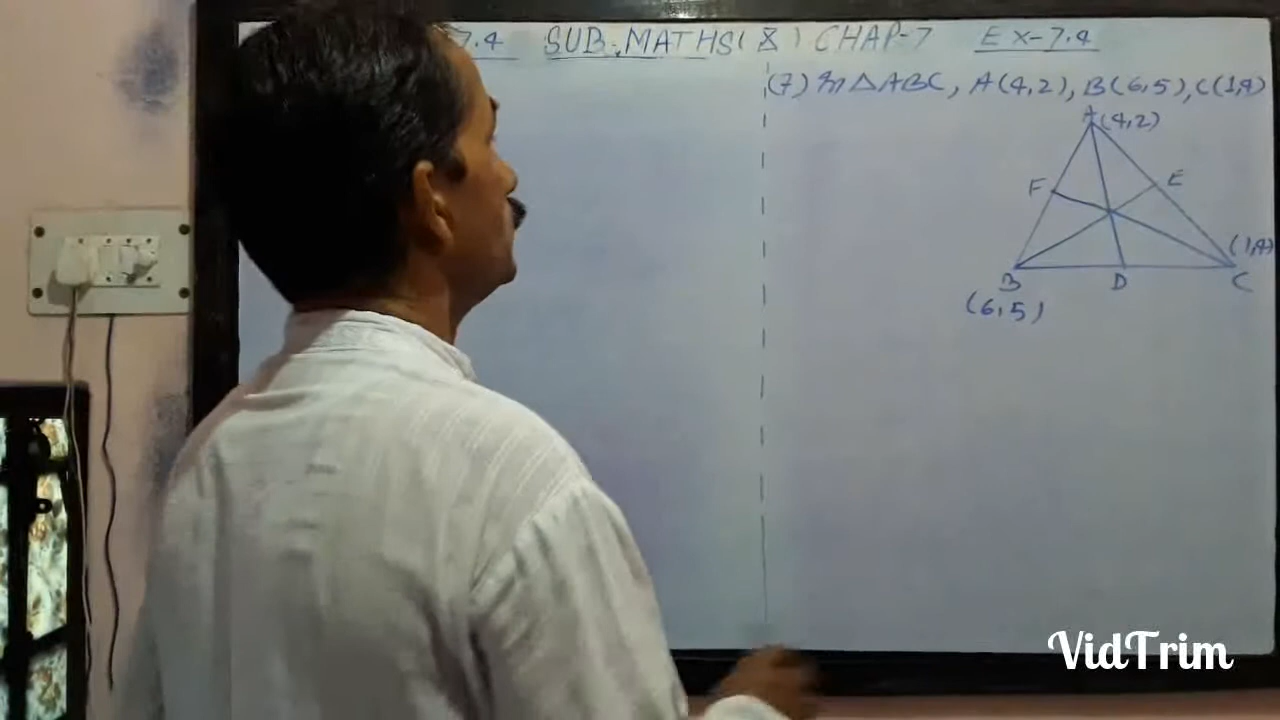 7.4 SUB-MATHS(X) CHAP-7 EX-7.4
(7) In △ABC, A(4,2), B(6,5), C(1,4)
A(4,2)
F E
(1,4)
B D C
(6,5)
VidTrim